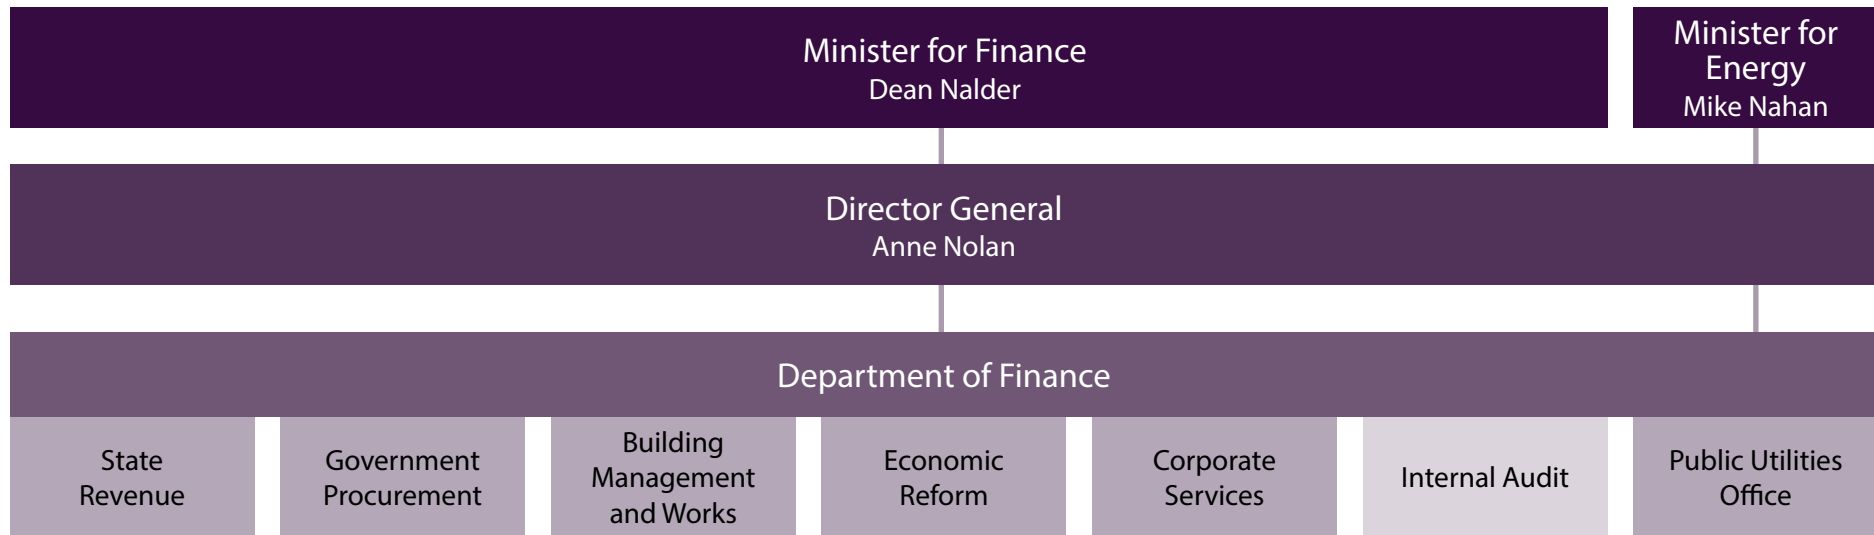 Minister for Finance
Dean Nalder
Minister for
Energy
Mike Nahan
Director General
Anne Nolan
Department of Finance
State
Revenue
Government
Procurement
Building
Management
and Works
Economic
Reform
Corporate
Services
Internal Audit
Public Utilities
Office